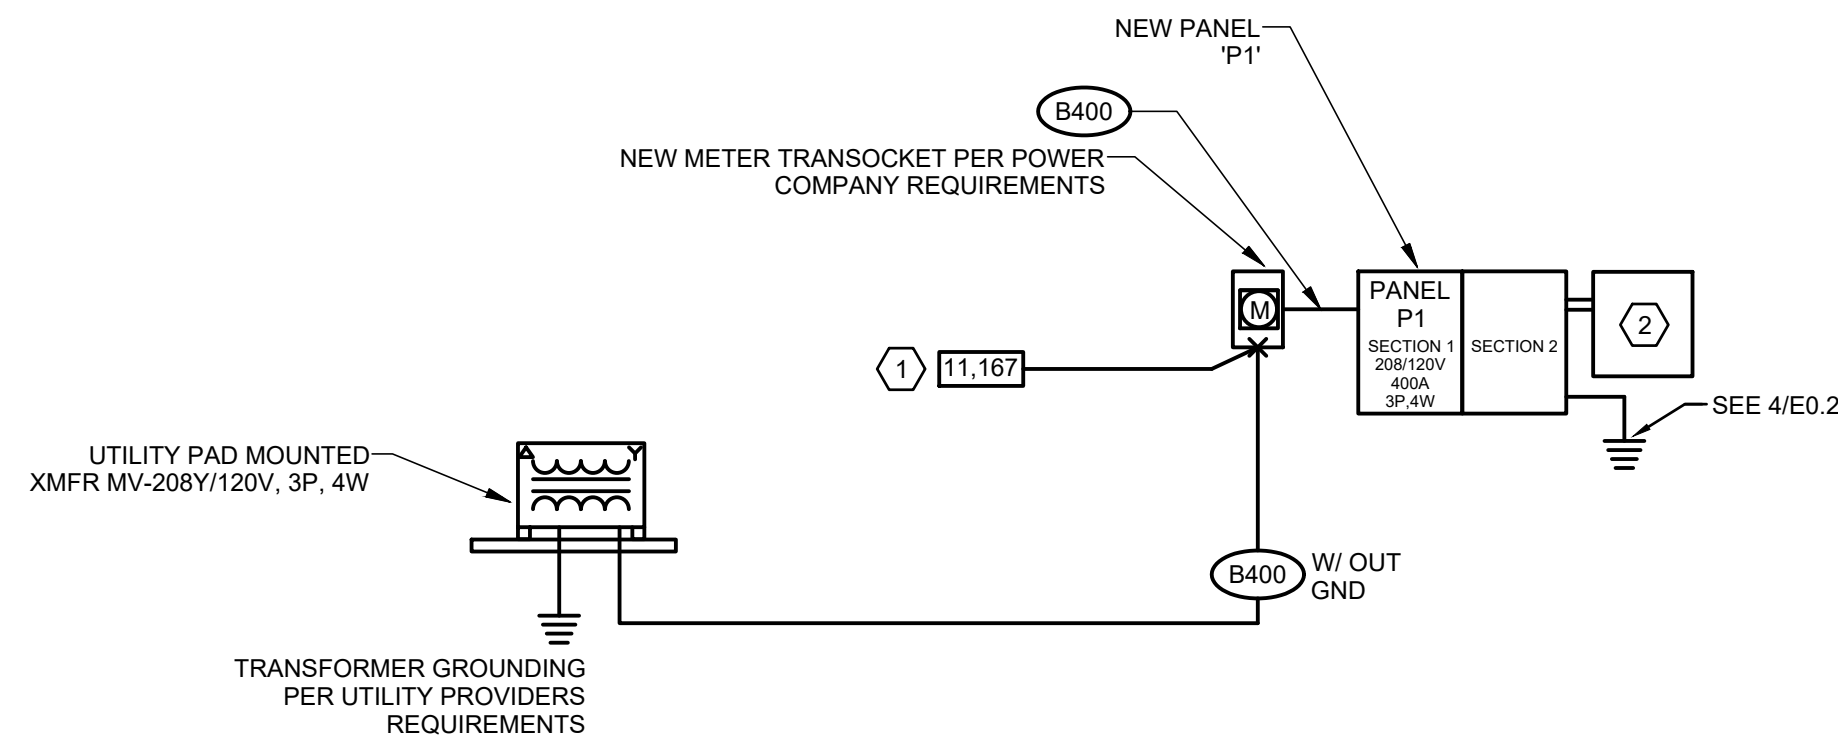 NEW PANEL
'P1'
B400
NEW METER TRANSOCKET PER POWER
COMPANY REQUIREMENTS
M
PANEL
P1
SECTION 1
208/120V
400A
3P,4W
SECTION 2
2
1
11,167
SEE 4/E0.2
UTILITY PAD MOUNTED
XMFR MV-208Y/120V, 3P, 4W
Δ Y
B400
W/ OUT
GND
TRANSFORMER GROUNDING
PER UTILITY PROVIDERS
REQUIREMENTS